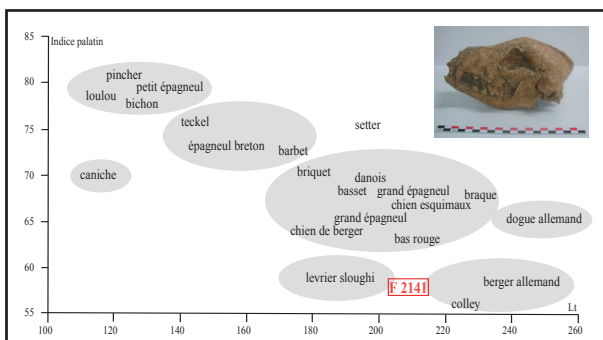 85
Indice palatin
80
pincher
petit épagneul
loulou
bichon
75
teckel
setter
épagneul breton
barbet
70
caniche
briquet
danois
basset
grand épagneul
braque
chien esquimaux
65
grand épagneul
dogue allemand
chien de berger
bas rouge
60
levrier sloughi
F 2141
berger allemand
colley
55
Lt
100
120
140
160
180
200
220
240
260